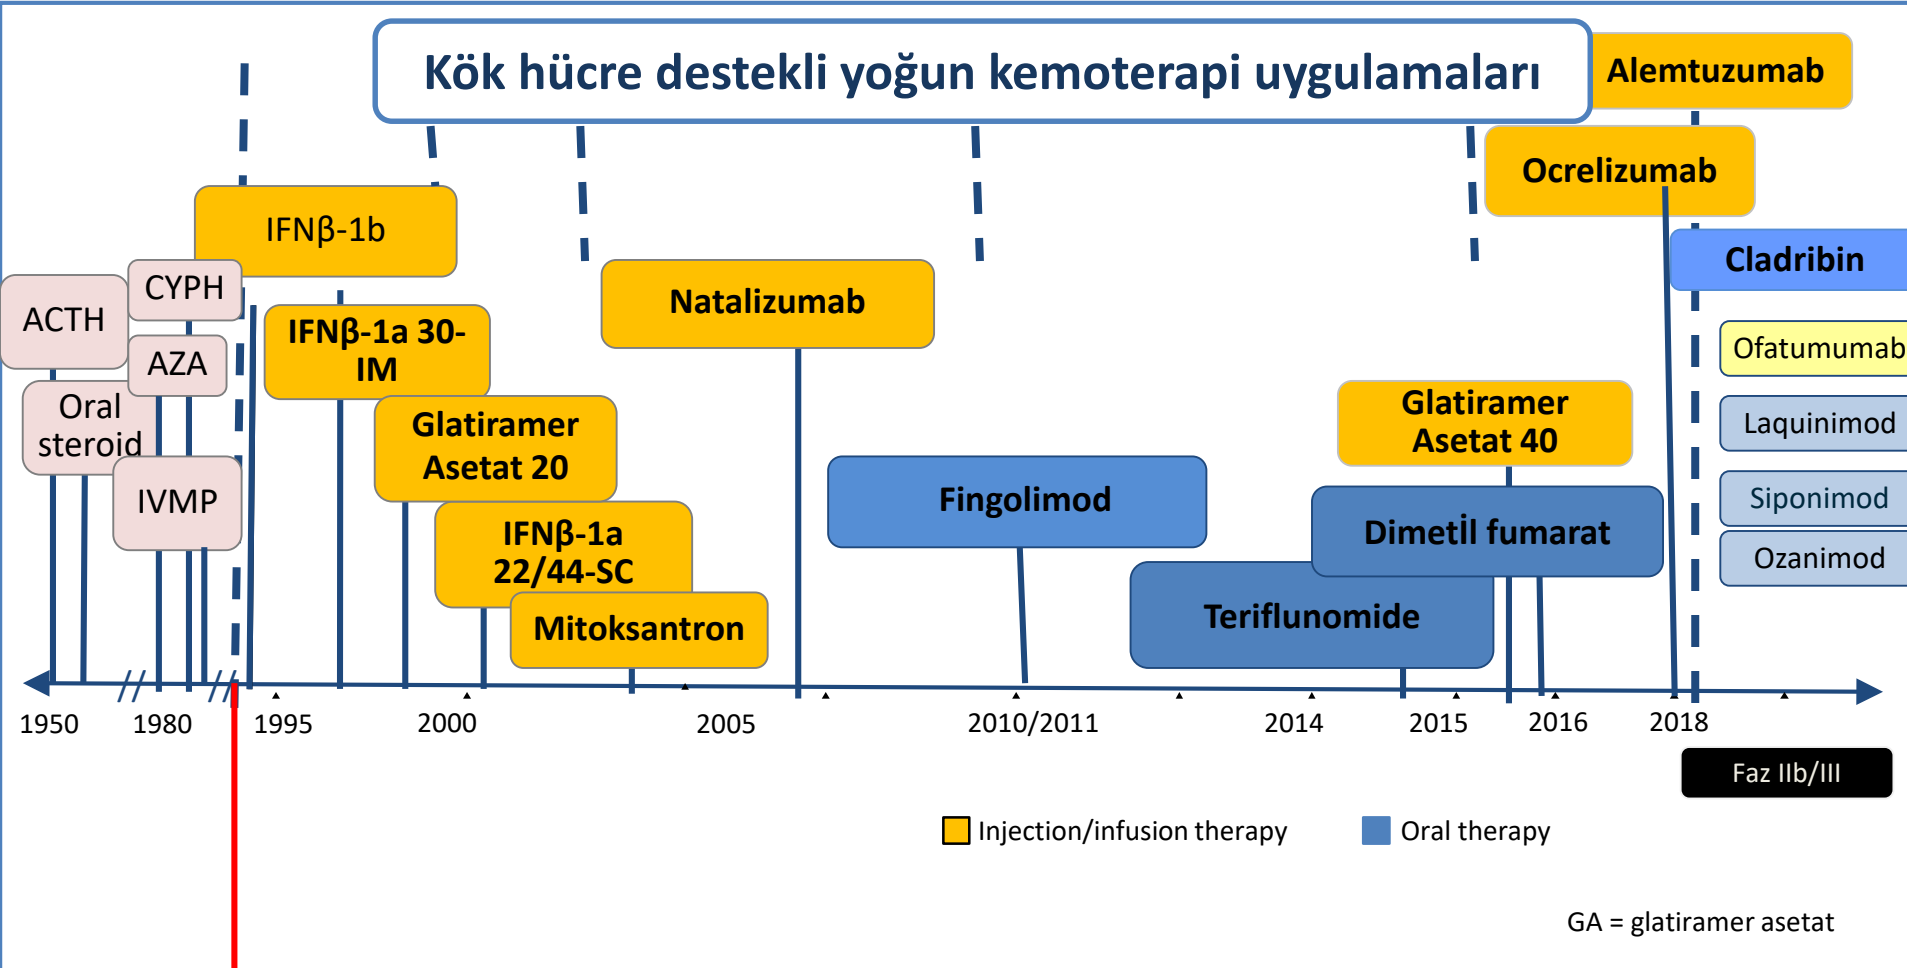 Kök hücre destekli yoğun kemoterapi uygulamaları
Alemtuzumab
Ocrelizumab
IFNβ-1b
Cladribin
CYPH
ACTH
Natalizumab
IFNβ-1a 30-
IM
Ofatumumab
AZA
Oral
steroid
Glatiramer
Asetat 20
Glatiramer
Asetat 40
Laquinimod
IVMP
Fingolimod
Siponimod
IFNβ-1a
22/44-SC
Dimetİl fumarat
Ozanimod
Mitoksantron
Teriflunomide
1950
1980
1995
2000
2005
2010/2011
2014
2015
2016
2018
Faz IIb/III
Injection/infusion therapy
Oral therapy
GA = glatiramer asetat